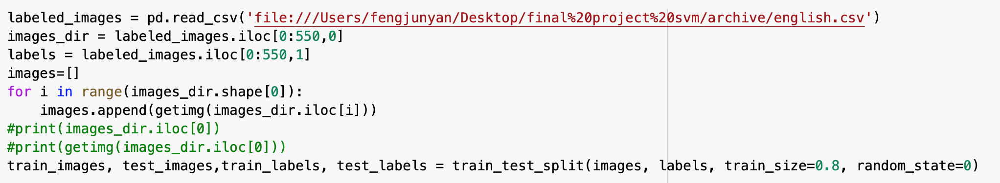 labeled_images = pd.read_csv('file:///Users/fengjunyan/Desktop/final%20project%20svm/archive/english.csv')
images_dir = labeled_images.iloc[0:550,0]
labels = labeled_images.iloc[0:550,1]
images=[]
for i in range(images_dir.shape[0]):
    images.append(getimg(images_dir.iloc[i]))
#print(images_dir.iloc[0])
#print(getimg(images_dir.iloc[0]))
train_images, test_images,train_labels, test_labels = train_test_split(images, labels, train_size=0.8, random_state=0)